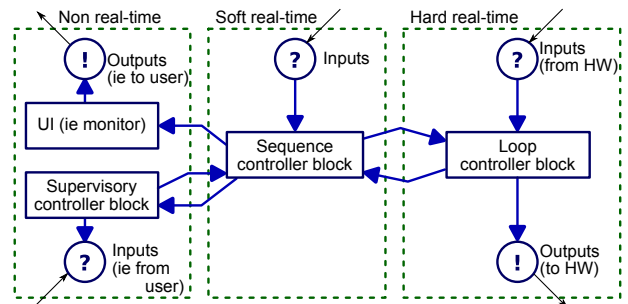 Non real-time
Soft real-time
Hard real-time
!
Outputs
(ie to user)
UI (ie monitor)
Supervisory
controller block
?
Inputs
(ie from
user)
?
Inputs
Sequence
controller block
?
Inputs
(from HW)
Loop
controller block
!
Outputs
(to HW)